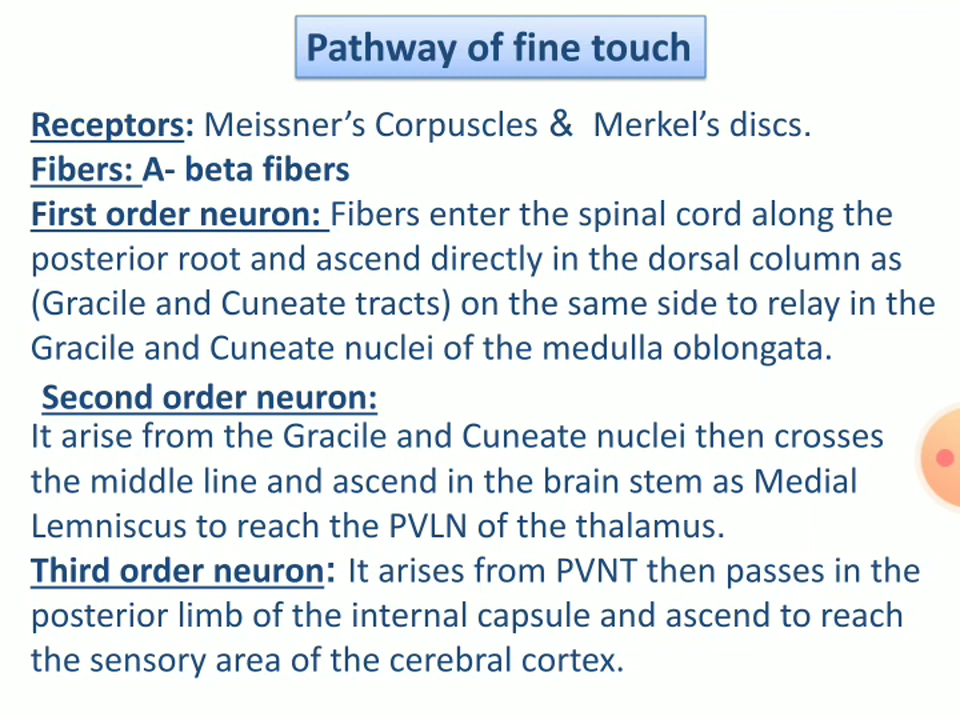 Pathway of fine touch
Receptors: Meissner's Corpuscles & Merkel's discs.
Fibers: A- beta fibers
First order neuron: Fibers enter the spinal cord along the
posterior root and ascend directly in the dorsal column as
(Gracile and Cuneate tracts) on the same side to relay in the
Gracile and Cuneate nuclei of the medulla oblongata.
Second order neuron:
It arise from the Gracile and Cuneate nuclei then crosses
the middle line and ascend in the brain stem as Medial
Lemniscus to reach the PVLN of the thalamus.
Third order neuron: It arises from PVNT then passes in the
posterior limb of the internal capsule and ascend to reach
the sensory area of the cerebral cortex.